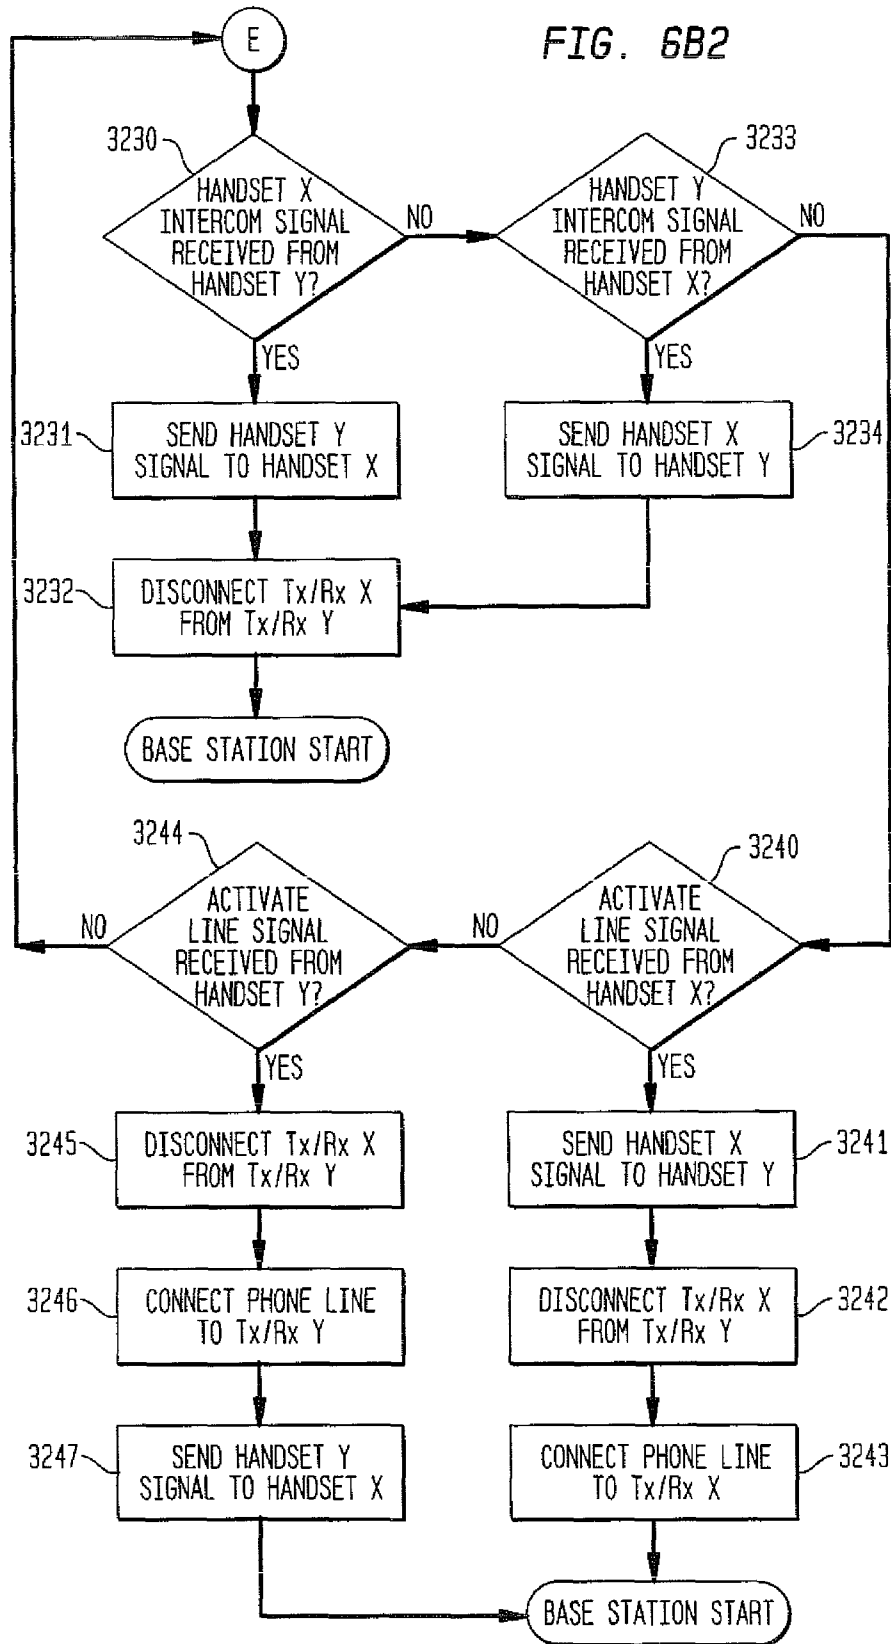 E
FIG. 6B2
3230
HANDSET X
INTERCOM SIGNAL
RECEIVED FROM
HANDSET Y?
NO
YES
3233
HANDSET Y
INTERCOM SIGNAL
RECEIVED FROM
HANDSET X?
NO
YES
3231
SEND HANDSET Y
SIGNAL TO HANDSET X
SEND HANDSET X
SIGNAL TO HANDSET Y
3234
3232
DISCONNECT Tx/Rx X
FROM Tx/Rx Y
BASE STATION START
3244
ACTIVATE
LINE SIGNAL
RECEIVED FROM
HANDSET Y?
NO
YES
3240
ACTIVATE
LINE SIGNAL
RECEIVED FROM
HANDSET X?
NO
YES
3245
DISCONNECT Tx/Rx X
FROM Tx/Rx Y
SEND HANDSET X
SIGNAL TO HANDSET Y
3241
3246
CONNECT PHONE LINE
TO Tx/Rx Y
DISCONNECT Tx/Rx X
FROM Tx/Rx Y
3242
3247
SEND HANDSET Y
SIGNAL TO HANDSET X
CONNECT PHONE LINE
TO Tx/Rx X
3243
BASE STATION START